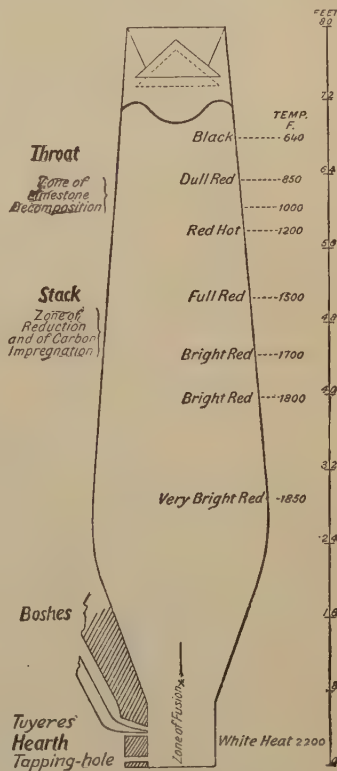 FEET
80
72
TEMP.
F.
Black 640
Throat
64
Zone of
Limestone
Decomposition
Dull Red 850
1000
Red Hot 1200
56
Stack
Full Red 1500
Zone of
Reduction
and of Carbon
Impregnation
48
Bright Red 1700
Bright Red 1800
40
32
Very Bright Red 1850
24
Boshes
16
8
Zone of Fusion
Tuyeres
Hearth
White Heat 2200
Tapping-hole
0